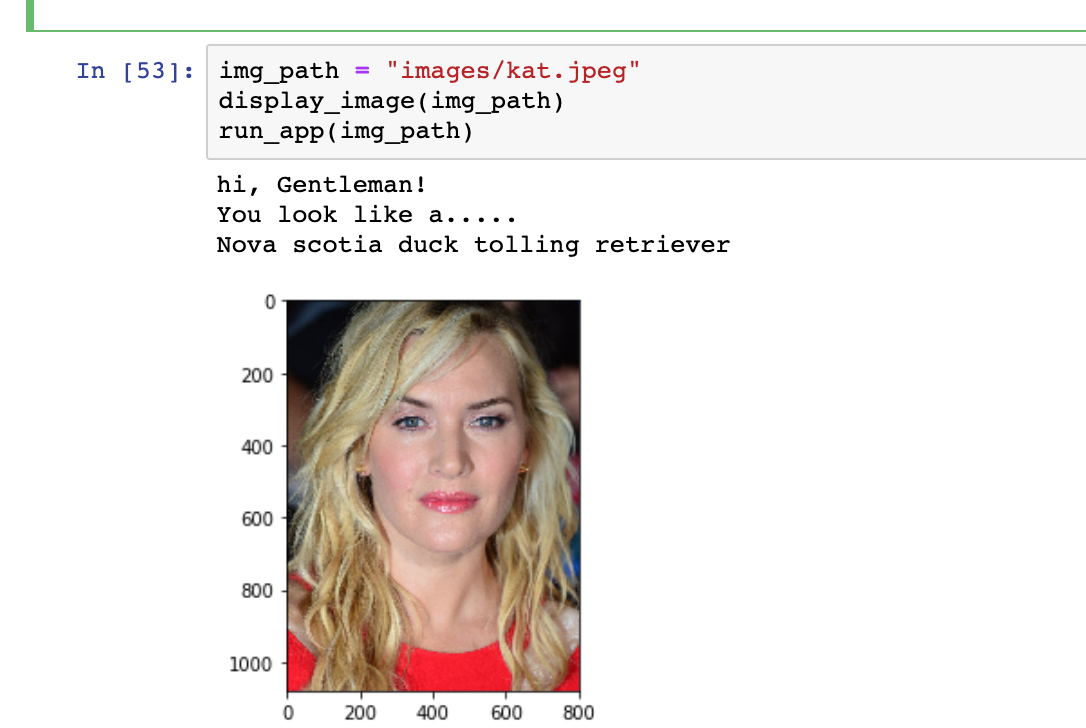 In [53]:
img_path = "images/kat.jpeg"
display_image(img_path)
run_app(img_path)
hi, Gentleman!
You look like a.....
Nova scotia duck tolling retriever
0
200
400
600
800
1000
0 200 400 600 800